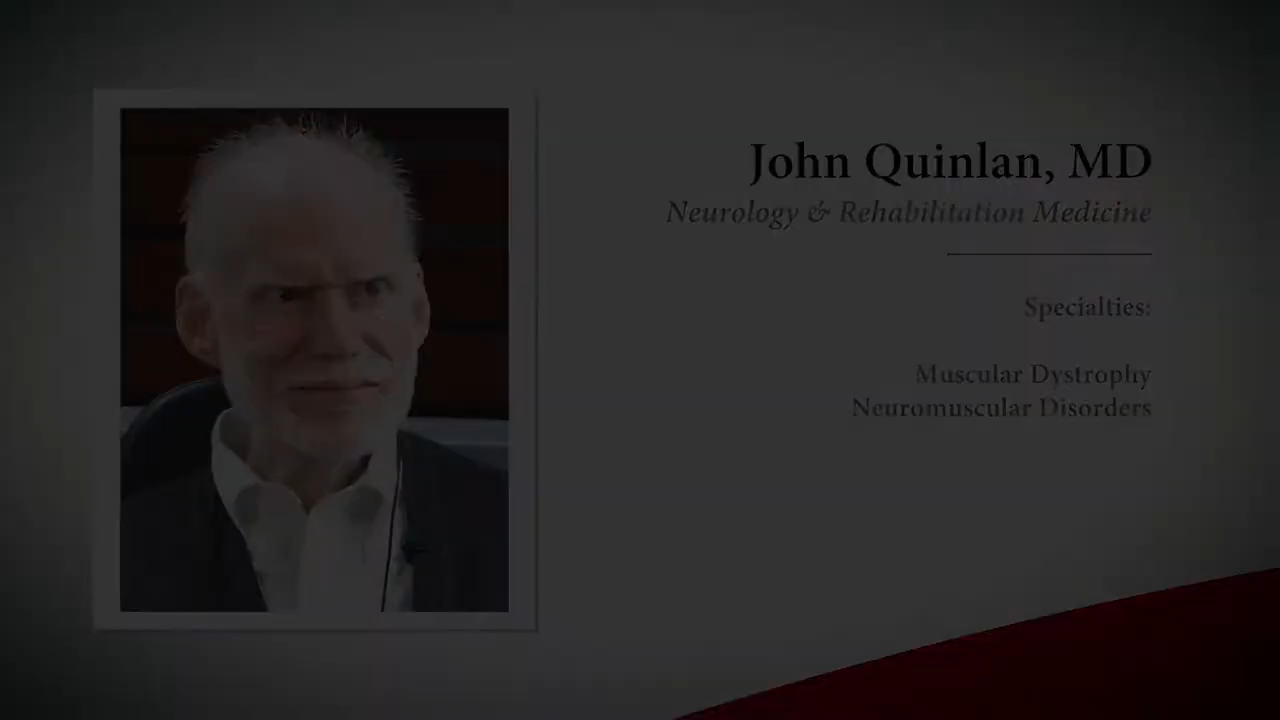 John Quinlan, MD
Neurology & Rehabilitation Medicine
Specialties:
Muscular Dystrophy
Neuromuscular Disorders